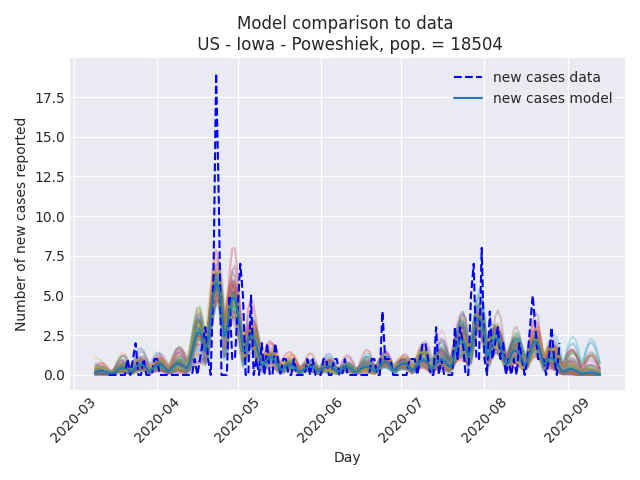 Model comparison to data
US - Iowa - Poweshiek, pop. = 18504
new cases data
new cases model
Number of new cases reported
17.5
15.0
12.5
10.0
7.5
5.0
2.5
0.0
2020-03
2020-04
2020-05
2020-06
2020-07
2020-08
2020-09
Day